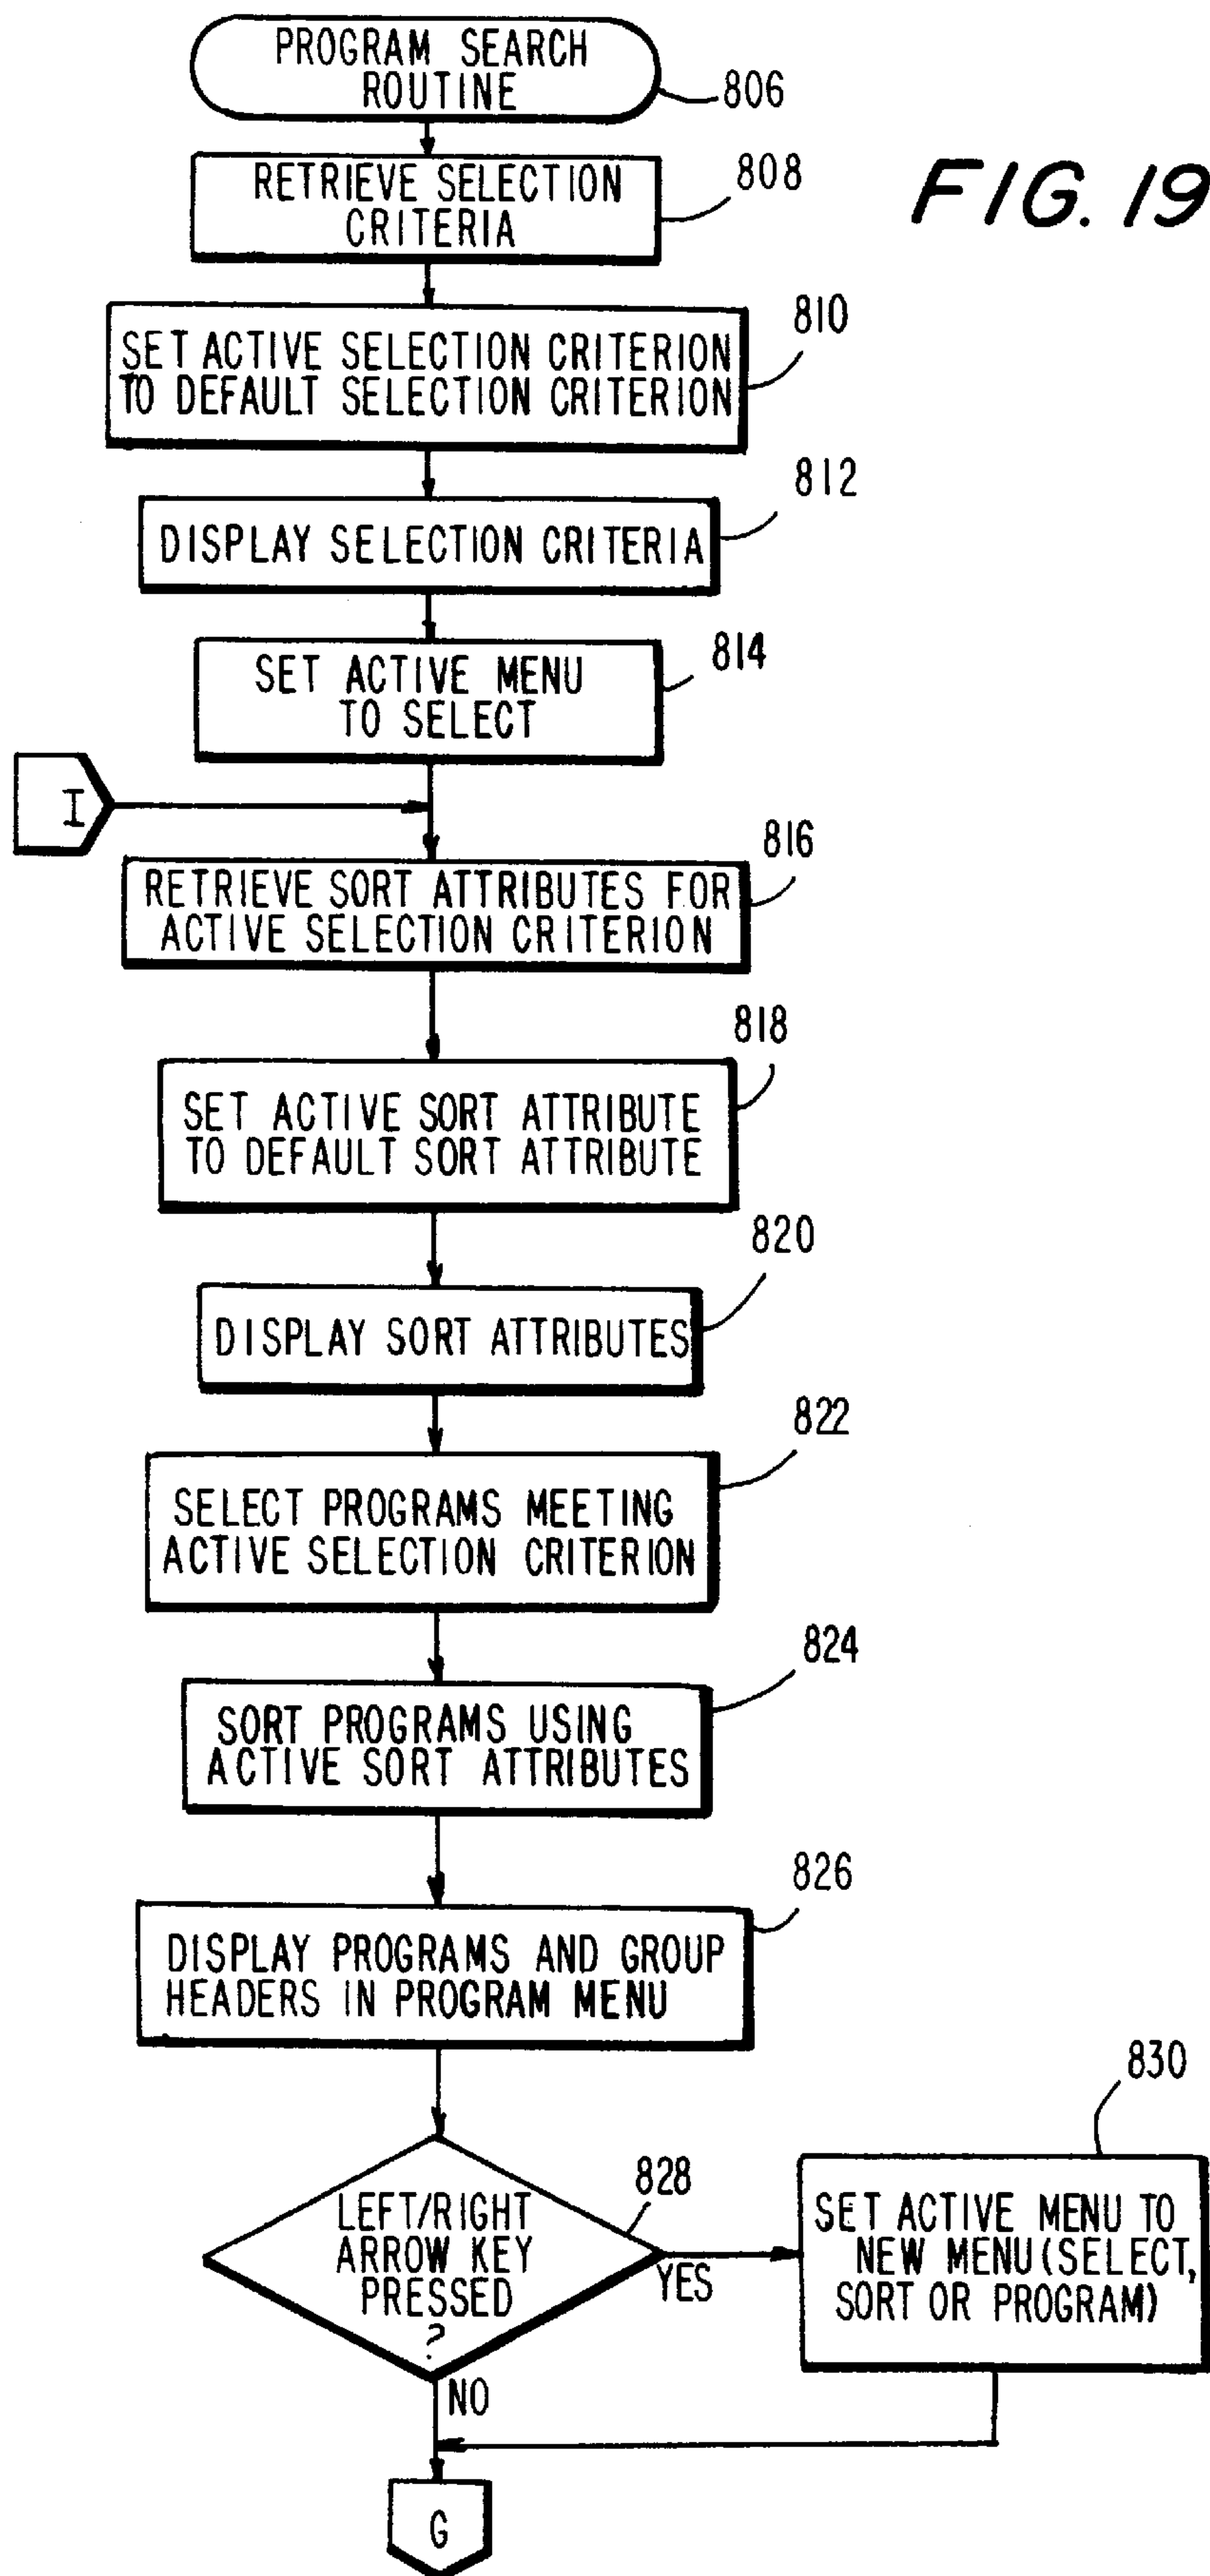 PROGRAM SEARCH
ROUTINE
806
FIG. 19
RETRIEVE SELECTION
CRITERIA
808
SET ACTIVE SELECTION CRITERION
TO DEFAULT SELECTION CRITERION
810
DISPLAY SELECTION CRITERIA
812
SET ACTIVE MENU
TO SELECT
814
I
RETRIEVE SORT ATTRIBUTES FOR
ACTIVE SELECTION CRITERION
816
SET ACTIVE SORT ATTRIBUTE
TO DEFAULT SORT ATTRIBUTE
818
DISPLAY SORT ATTRIBUTES
820
SELECT PROGRAMS MEETING
ACTIVE SELECTION CRITERION
822
SORT PROGRAMS USING
ACTIVE SORT ATTRIBUTES
824
DISPLAY PROGRAMS AND GROUP
HEADERS IN PROGRAM MENU
826
LEFT/RIGHT
ARROW KEY
PRESSED
?
828
YES
NO
SET ACTIVE MENU TO
NEW MENU (SELECT,
SORT OR PROGRAM)
830
G